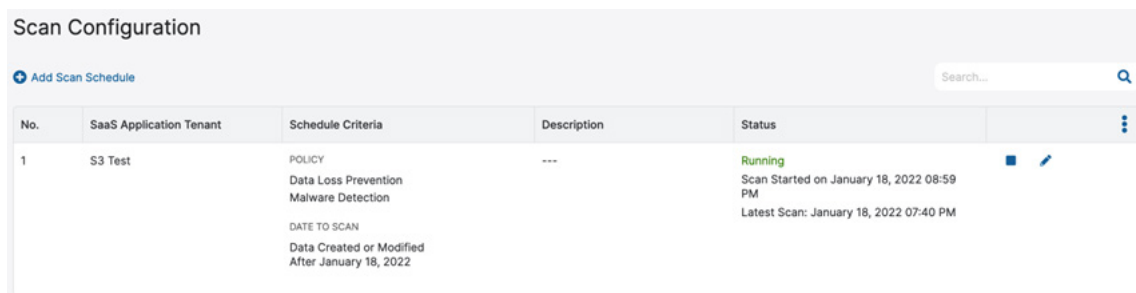 Scan Configuration
Add Scan Schedule
Search...
No. SaaS Application Tenant Schedule Criteria Description Status
1 S3 Test POLICY --- Running
Data Loss Prevention
Malware Detection
DATE TO SCAN
Data Created or Modified
After January 18, 2022
Scan Started on January 18, 2022 08:59
PM
Latest Scan: January 18, 2022 07:40 PM